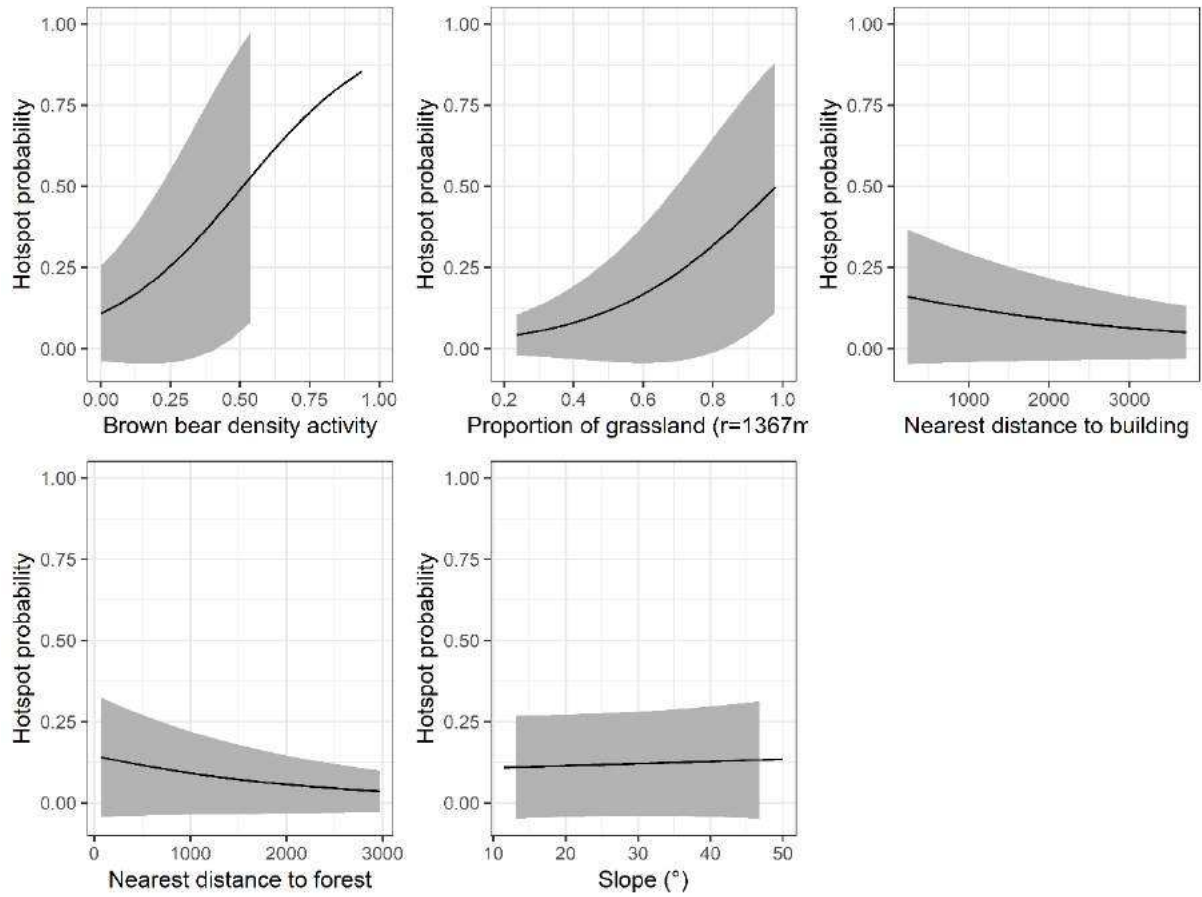 1.00
0.75
0.50
0.25
0.00
Hotspot probability
0.00 0.25 0.50 0.75 1.00
Brown bear density activity
1.00
0.75
0.50
0.25
0.00
Hotspot probability
0.2 0.4 0.6 0.8 1.0
Proportion of grassland (r=1367m
1.00
0.75
0.50
0.25
0.00
Hotspot probability
1000 2000 3000
Nearest distance to building
1.00
0.75
0.50
0.25
0.00
Hotspot probability
0 1000 2000 3000
Nearest distance to forest
1.00
0.75
0.50
0.25
0.00
Hotspot probability
10 20 30 40 50
Slope (°)